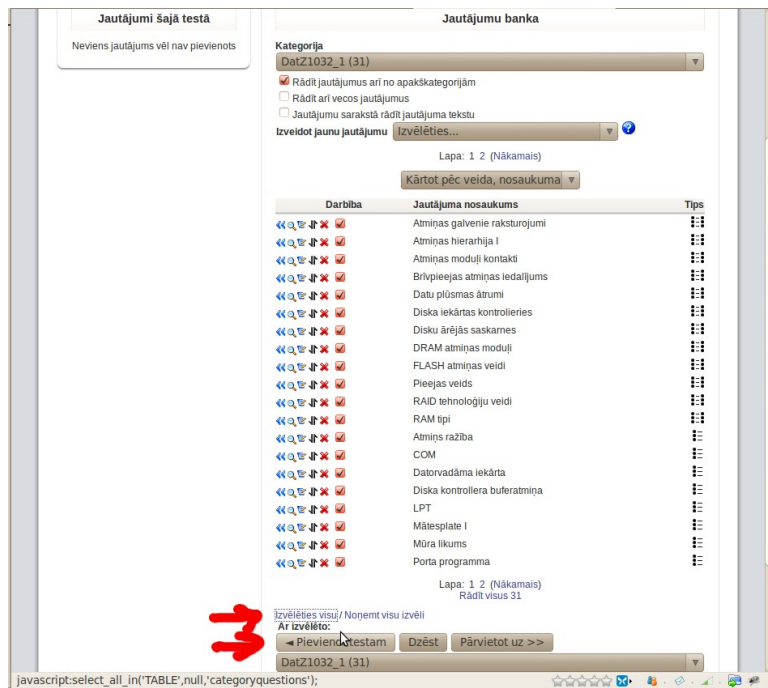 Jautājumi šajā testā
Neviens jautājums vēl nav pievienots
Jautājumu banka
Kategorija
DatZ1032_1 (31)
Rādīt jautājumus arī no apakškategorijām
Rādīt arī vecos jautājumus
Jautājumu sarakstā rādīt jautājuma tekstu
Izveidot jaunu jautājumu Izvēlēties...
Lapa: 1 2 (Nākamais)
Kārtot pēc veida, nosaukuma
Darbība Jautājuma nosaukums Tips
Atmiņas galvenie raksturojumi
Atmiņas hierarhija I
Atmiņas moduļi kontakti
Brīvpieejas atmiņas iedalījums
Datu plūsmas ātrumi
Diska iekārtas kontrolieries
Disku ārējās saskarnes
DRAM atmiņas moduļi
FLASH atmiņas veidi
Pieejas veids
RAID tehnoloģiju veidi
RAM tipi
Atmiņs ražība
COM
Datorvadāma iekārta
Diska kontrollera buferatmiņa
LPT
Mātesplate I
Mūra likums
Porta programma
Lapa: 1 2 (Nākamais)
Rādīt visus 31
Izvēlēties visu / Noņemt visu izvēli
Ar izvēlēto:
◄ Pievienot testam Dzēst Pārvietot uz >>
DatZ1032_1 (31)
javascript:select_all_in('TABLE',null,'categoryquestions');